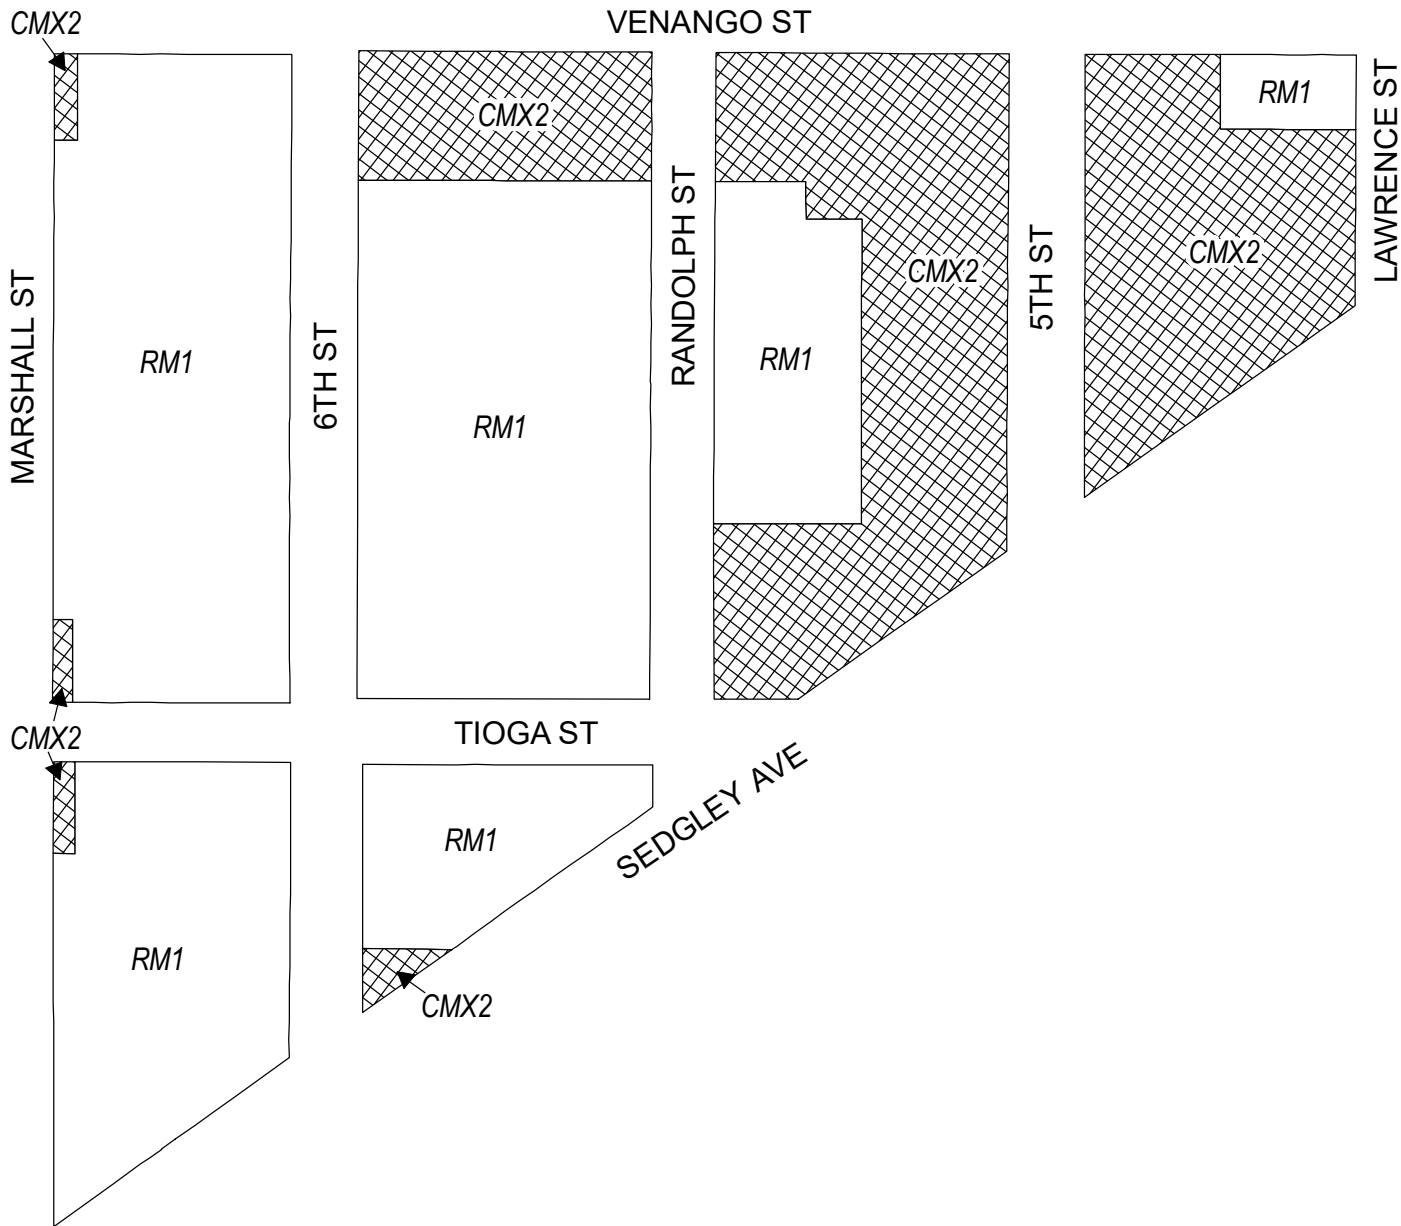 CMX2
VENANGO ST
CMX2
RM1
RANDOLPH ST
LAWRENCE ST
CMX2
CMX2
5TH ST
MARSHALL ST
RM1
6TH ST
RM1
RM1
CMX2
TIOGA ST
SEDGLEY AVE
RM1
RM1
CMX2